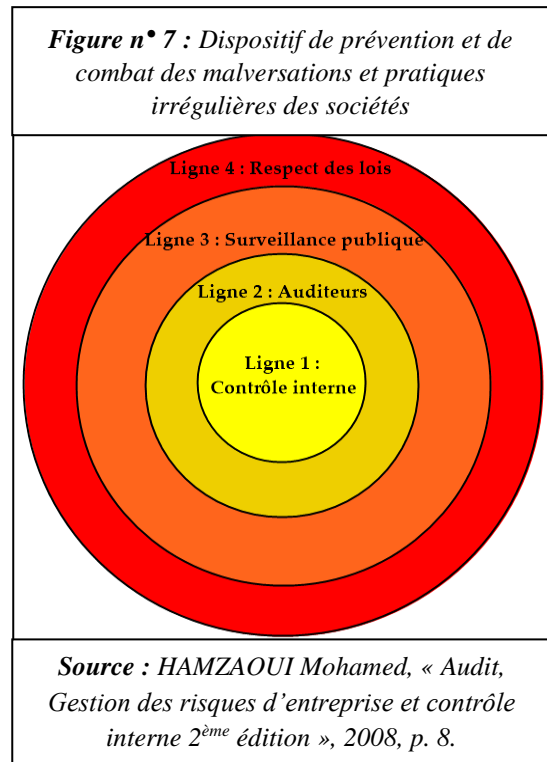 Figure n° 7 : Dispositif de prévention et de
combat des malversations et pratiques
irrégulières des sociétés
Ligne 4 : Respect des lois
Ligne 3 : Surveillance publique
Ligne 2 : Auditeurs
Ligne 1 :
Contrôle interne
Source : HAMZAOUI Mohamed, « Audit,
Gestion des risques d’entreprise et contrôle
interne 2ème édition », 2008, p. 8.